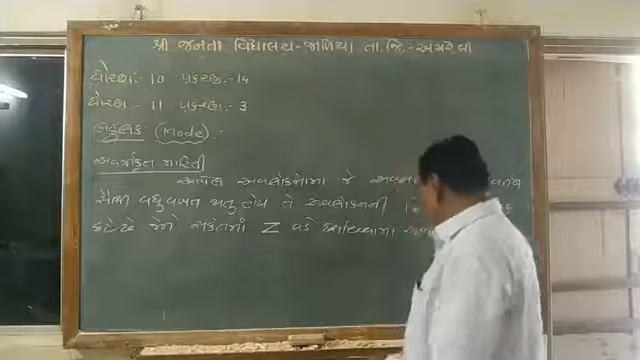 શ્રી જનતા વિદ્યાલય-જાળિયા તા.જિ.-અમરેલી
ધોરણ:- 10 પ્રકરણ:- 14
ધોરણ:- 11 પ્રકરણ:- 3
બહુલક (Mode) :-
અવર્ગીકૃત માહિતી
આપેલ અવલોકનોમાં જે
સૌથી વધુ વખત થતુ હોય તે અવલોકનની
કહે છે જેને સંકેતમાં Z વડે દર્શાવવામાં